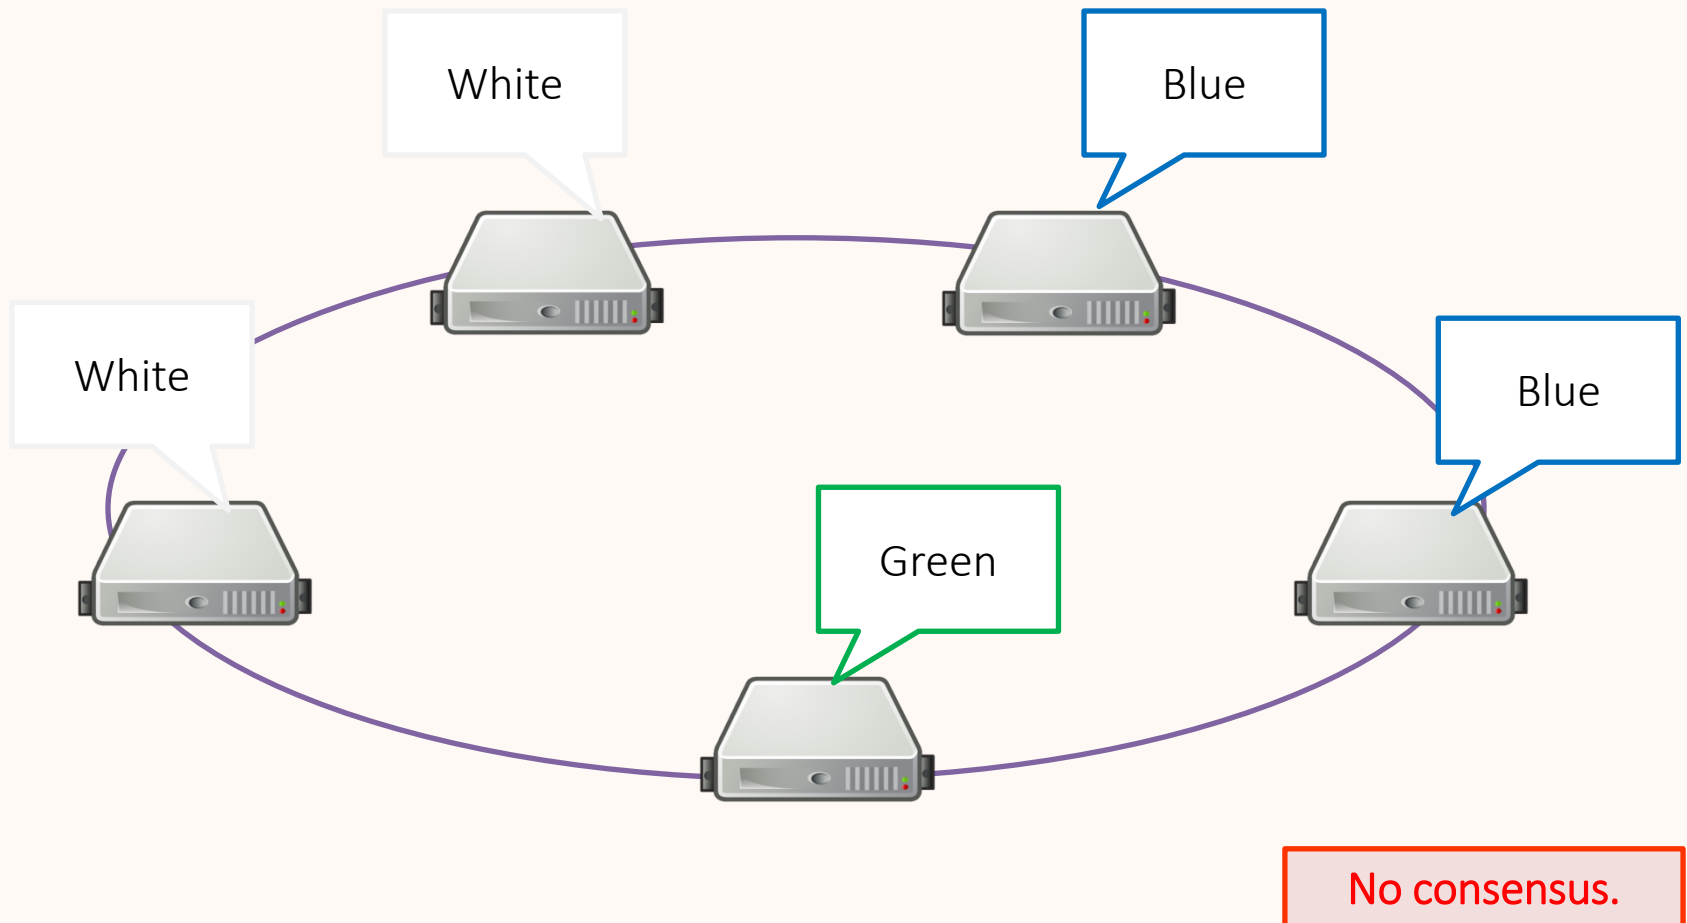 White
Blue
White
Blue
Green
No consensus.